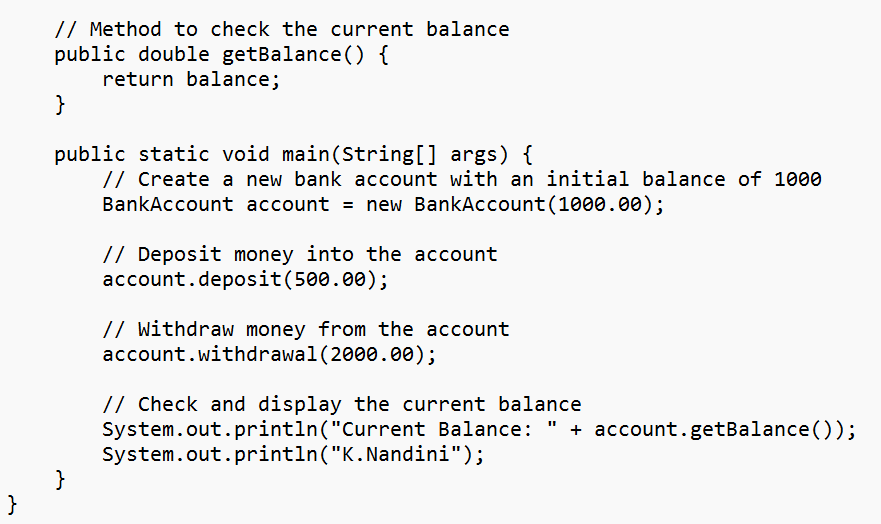 // Method to check the current balance
public double getBalance() {
return balance;
}
public static void main(String[] args) {
// Create a new bank account with an initial balance of 1000
BankAccount account = new BankAccount(1000.00);
// Deposit money into the account
account.deposit(500.00);
// Withdraw money from the account
account.withdrawal(2000.00);
// Check and display the current balance
System.out.println("Current Balance: " + account.getBalance());
System.out.println("K.Nandini");
}
}